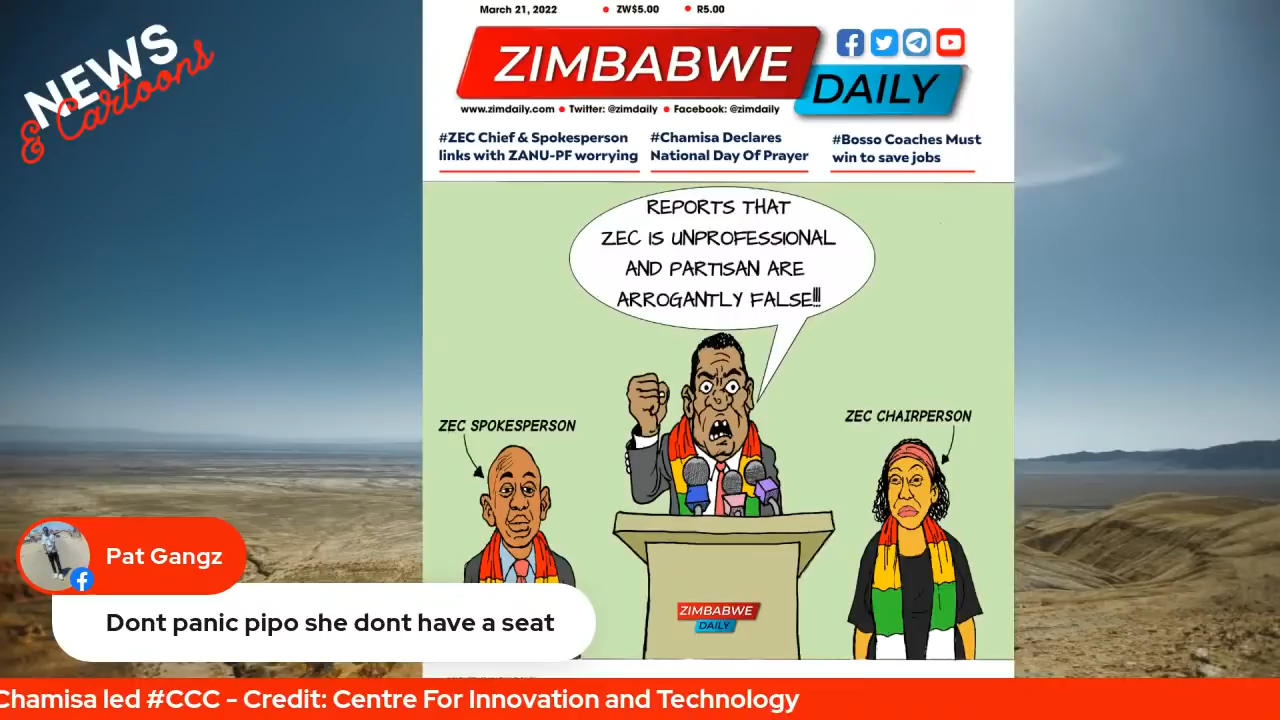 NEWS
& Cartoons
March 21, 2022 • ZW$5.00 • R5.00
ZIMBABWE
DAILY
www.zimdaily.com • Twitter: @zimdaily • Facebook: @zimdaily
#ZEC Chief & Spokesperson
links with ZANU-PF worrying
#Chamisa Declares
National Day Of Prayer
#Bosso Coaches Must
win to save jobs
REPORTS THAT
ZEC IS UNPROFESSIONAL
AND PARTISAN ARE
ARROGANTLY FALSE!!!
ZEC SPOKESPERSON
ZEC CHAIRPERSON
ZIMBABWE
DAILY
Pat Gangz
Dont panic pipo she dont have a seat
Chamisa led #CCC - Credit: Centre For Innovation and Technology